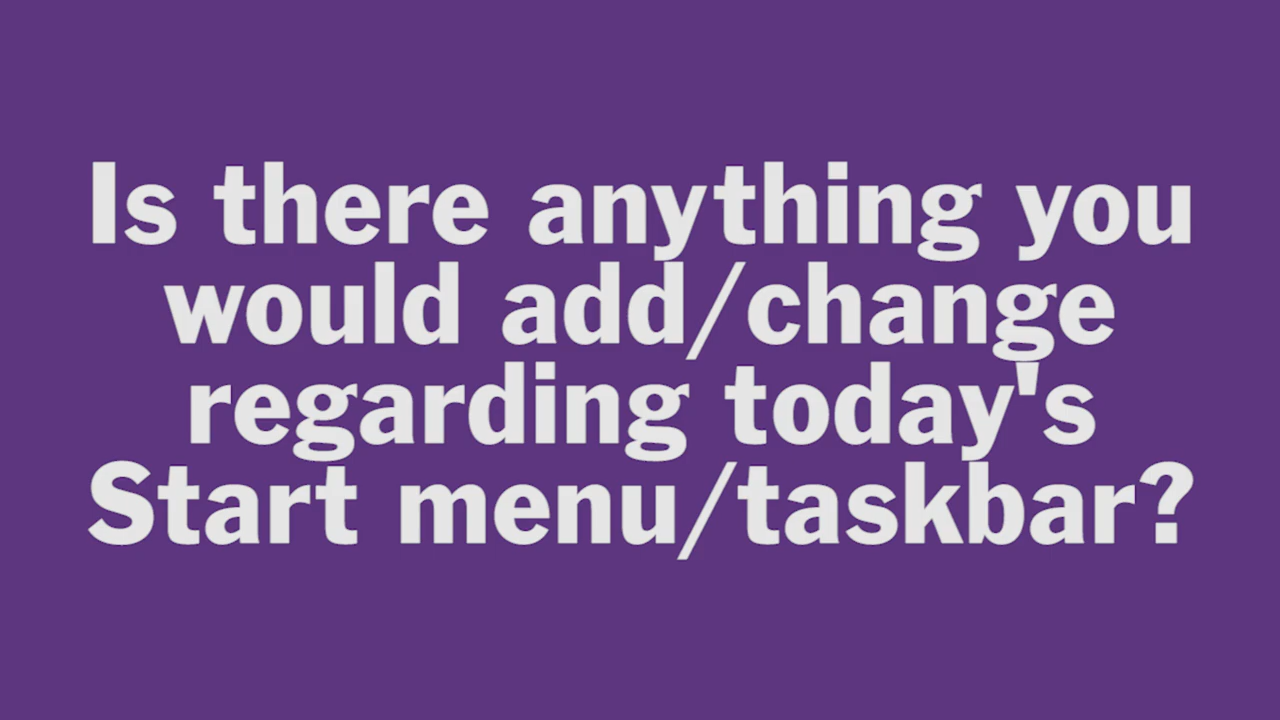 Is there anything you
would add/change
regarding today's
Start menu/taskbar?